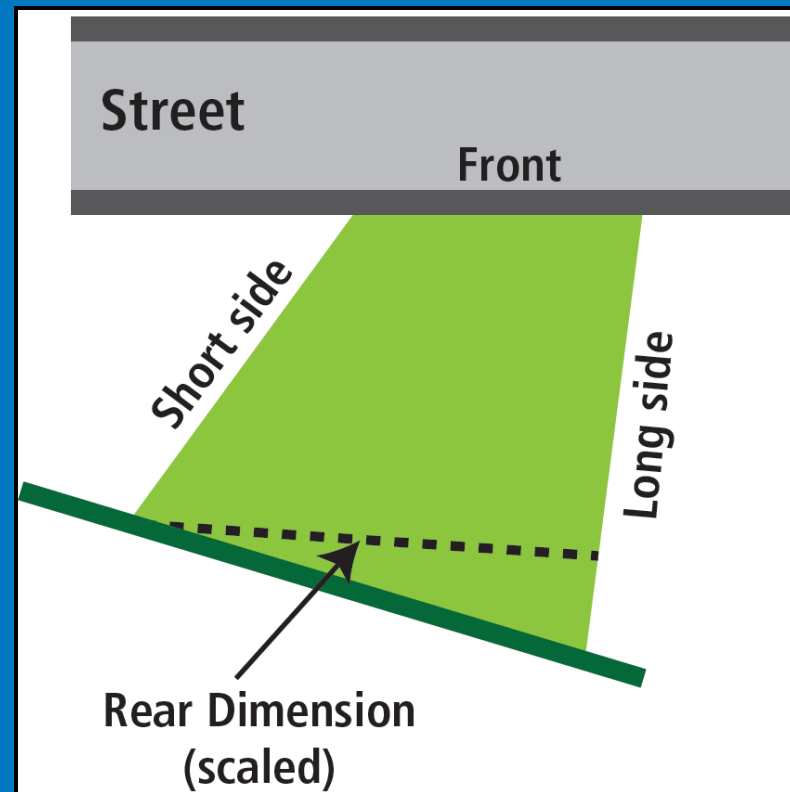 Street
Front
Short side
Long side
Rear Dimension
(scaled)